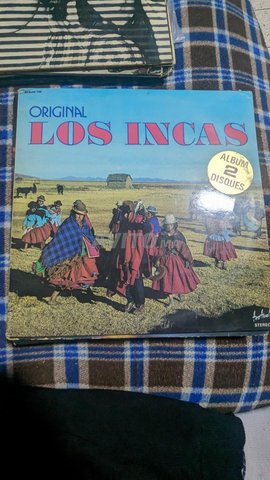 ORIGINAL
LOS INCAS
ALBUM
2
DISQUES
STEREO